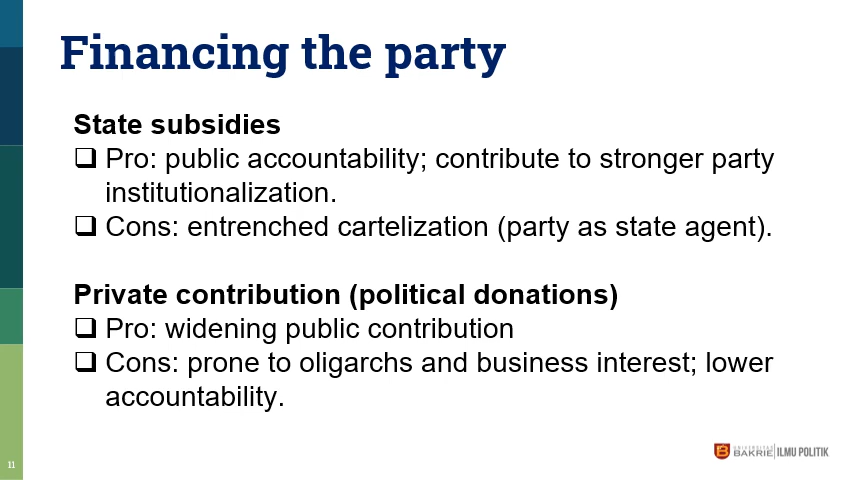 Financing the party
State subsidies
❑ Pro: public accountability; contribute to stronger party
institutionalization.
❑ Cons: entrenched cartelization (party as state agent).
Private contribution (political donations)
❑ Pro: widening public contribution
❑ Cons: prone to oligarchs and business interest; lower
accountability.
11
UNIVERSITAS
BAKRIE ILMU POLITIK